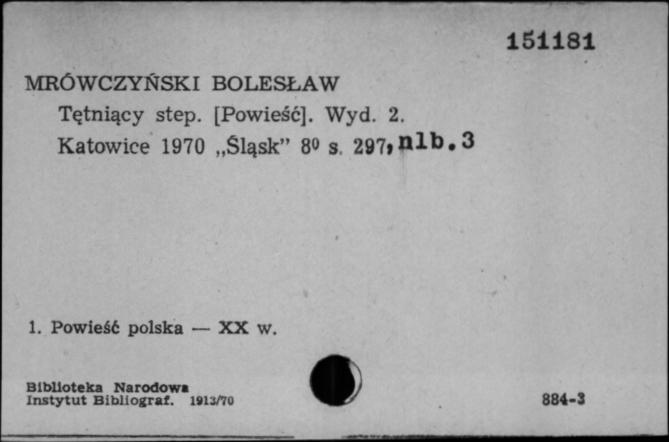 151181
MRÓWCZYŃSKI BOLESŁAW
Tętniący step. [Powieść]. Wyd. 2.
Katowice 1970 „Śląsk” 8⁰ s. 297, nlb. 3
1. Powieść polska — XX w.
Biblioteka Narodowa
Instytut Bibliograf. 1913/70
884-3